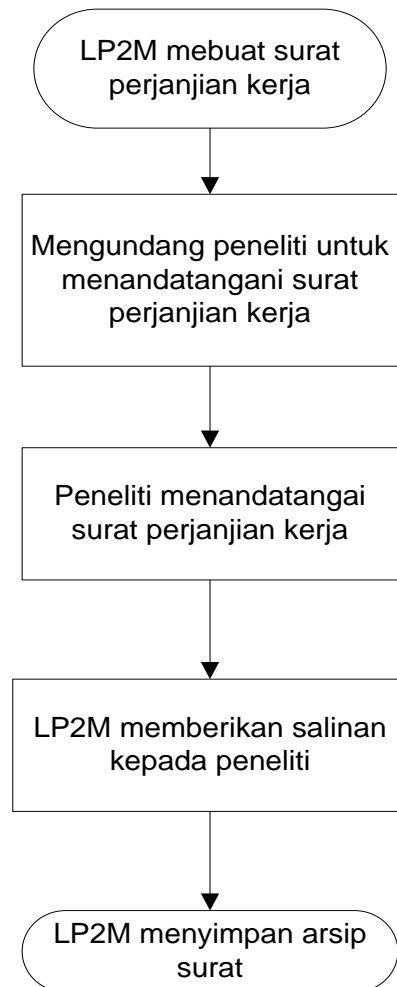 LP2M mebuat surat
perjanjian kerja
Mengundang peneliti untuk
menandatangani surat
perjanjian kerja
Peneliti menandatangai
surat perjanjian kerja
LP2M memberikan salinan
kepada peneliti
LP2M menyimpan arsip
surat